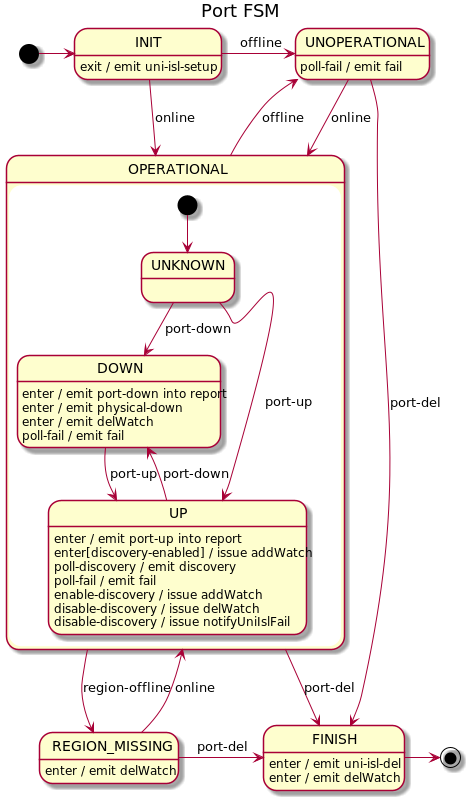 Port FSM
INIT
exit / emit uni-isl-setup
offline
UNOPERATIONAL
poll-fail / emit fail
online
offline
online
OPERATIONAL
UNKNOWN
port-down
port-up
port-del
DOWN
enter / emit port-down into report
enter / emit physical-down
enter / emit delWatch
poll-fail / emit fail
port-up
port-down
UP
enter / emit port-up into report
enter[discovery-enabled] / issue addWatch
poll-discovery / emit discovery
poll-fail / emit fail
enable-discovery / issue addWatch
disable-discovery / issue delWatch
disable-discovery / issue notifyUniIslFail
region-offline
online
port-del
REGION_MISSING
enter / emit delWatch
port-del
FINISH
enter / emit uni-isl-del
enter / emit delWatch